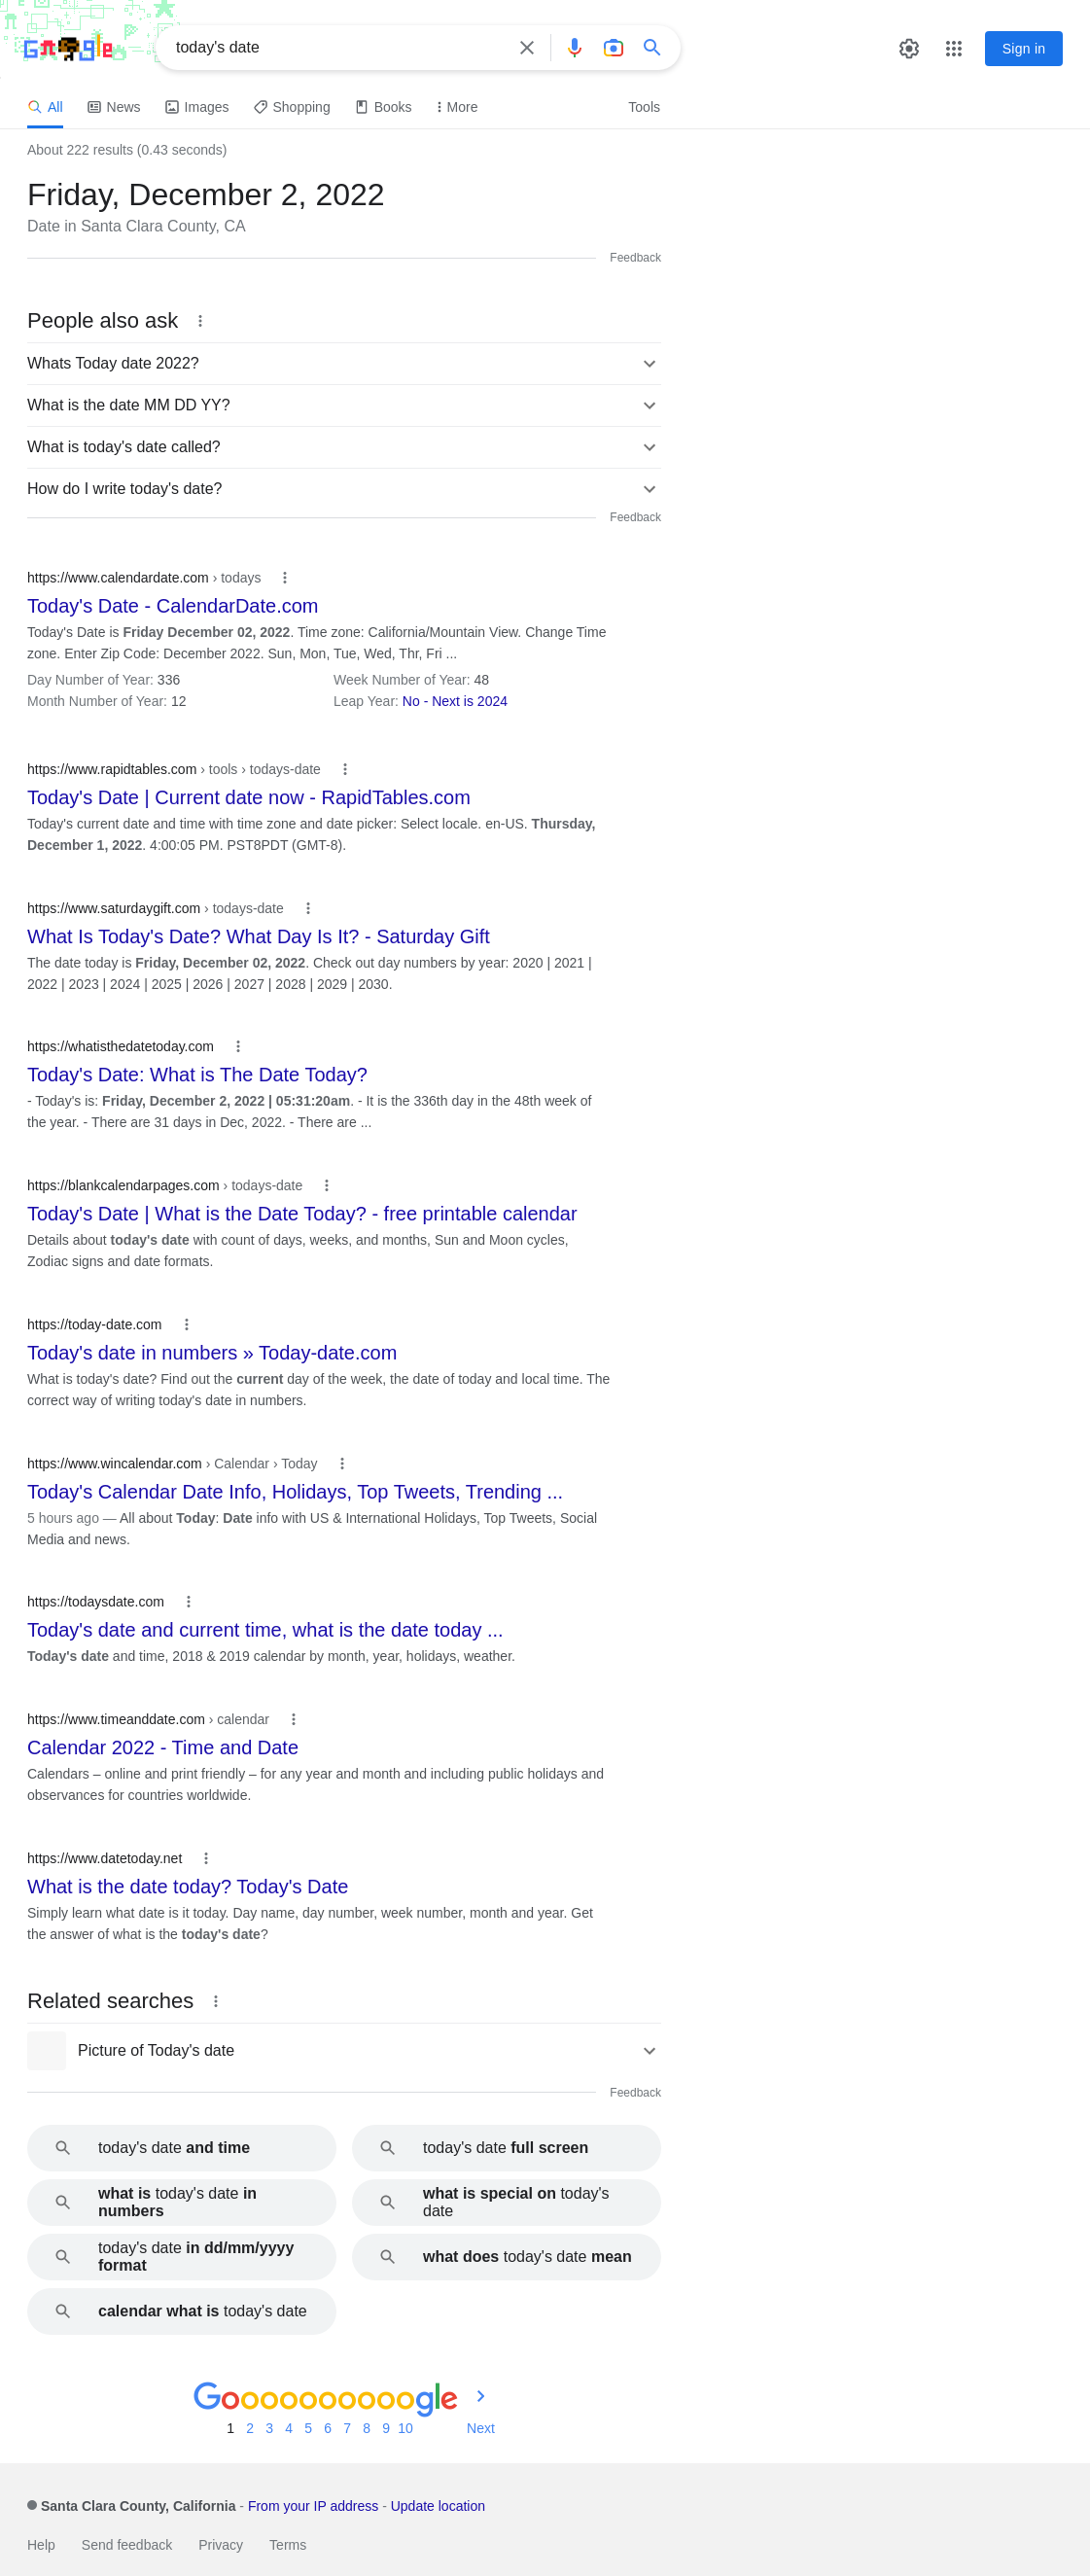 Google
today's date
Sign in
All
News
Images
Shopping
Books
More
Tools
About 222 results (0.43 seconds)
Friday, December 2, 2022
Date in Santa Clara County, CA
Feedback
People also ask
Whats Today date 2022?
What is the date MM DD YY?
What is today's date called?
How do I write today's date?
Feedback
https://www.calendardate.com › todays
Today's Date - CalendarDate.com
Today's Date is Friday December 02, 2022. Time zone: California/Mountain View. Change Time
zone. Enter Zip Code: December 2022. Sun, Mon, Tue, Wed, Thr, Fri ...
Day Number of Year: 336
Week Number of Year: 48
Month Number of Year: 12
Leap Year: No - Next is 2024
https://www.rapidtables.com › tools › todays-date
Today's Date | Current date now - RapidTables.com
Today's current date and time with time zone and date picker: Select locale. en-US. Thursday,
December 1, 2022. 4:00:05 PM. PST8PDT (GMT-8).
https://www.saturdaygift.com › todays-date
What Is Today's Date? What Day Is It? - Saturday Gift
The date today is Friday, December 02, 2022. Check out day numbers by year: 2020 | 2021 |
2022 | 2023 | 2024 | 2025 | 2026 | 2027 | 2028 | 2029 | 2030.
https://whatisthedatetoday.com
Today's Date: What is The Date Today?
- Today's is: Friday, December 2, 2022 | 05:31:20am. - It is the 336th day in the 48th week of
the year. - There are 31 days in Dec, 2022. - There are ...
https://blankcalendarpages.com › todays-date
Today's Date | What is the Date Today? - free printable calendar
Details about today's date with count of days, weeks, and months, Sun and Moon cycles,
Zodiac signs and date formats.
https://today-date.com
Today's date in numbers » Today-date.com
What is today's date? Find out the current day of the week, the date of today and local time. The
correct way of writing today's date in numbers.
https://www.wincalendar.com › Calendar › Today
Today's Calendar Date Info, Holidays, Top Tweets, Trending ...
5 hours ago — All about Today: Date info with US & International Holidays, Top Tweets, Social
Media and news.
https://todaysdate.com
Today's date and current time, what is the date today ...
Today's date and time, 2018 & 2019 calendar by month, year, holidays, weather.
https://www.timeanddate.com › calendar
Calendar 2022 - Time and Date
Calendars – online and print friendly – for any year and month and including public holidays and
observances for countries worldwide.
https://www.datetoday.net
What is the date today? Today's Date
Simply learn what date is it today. Day name, day number, week number, month and year. Get
the answer of what is the today's date?
Related searches
Picture of Today's date
Feedback
today's date and time
today's date full screen
what is today's date in
numbers
what is special on today's
date
today's date in dd/mm/yyyy
format
what does today's date mean
calendar what is today's date
Goooooooooogle
1 2 3 4 5 6 7 8 9 10 Next
Santa Clara County, California - From your IP address - Update location
Help Send feedback Privacy Terms